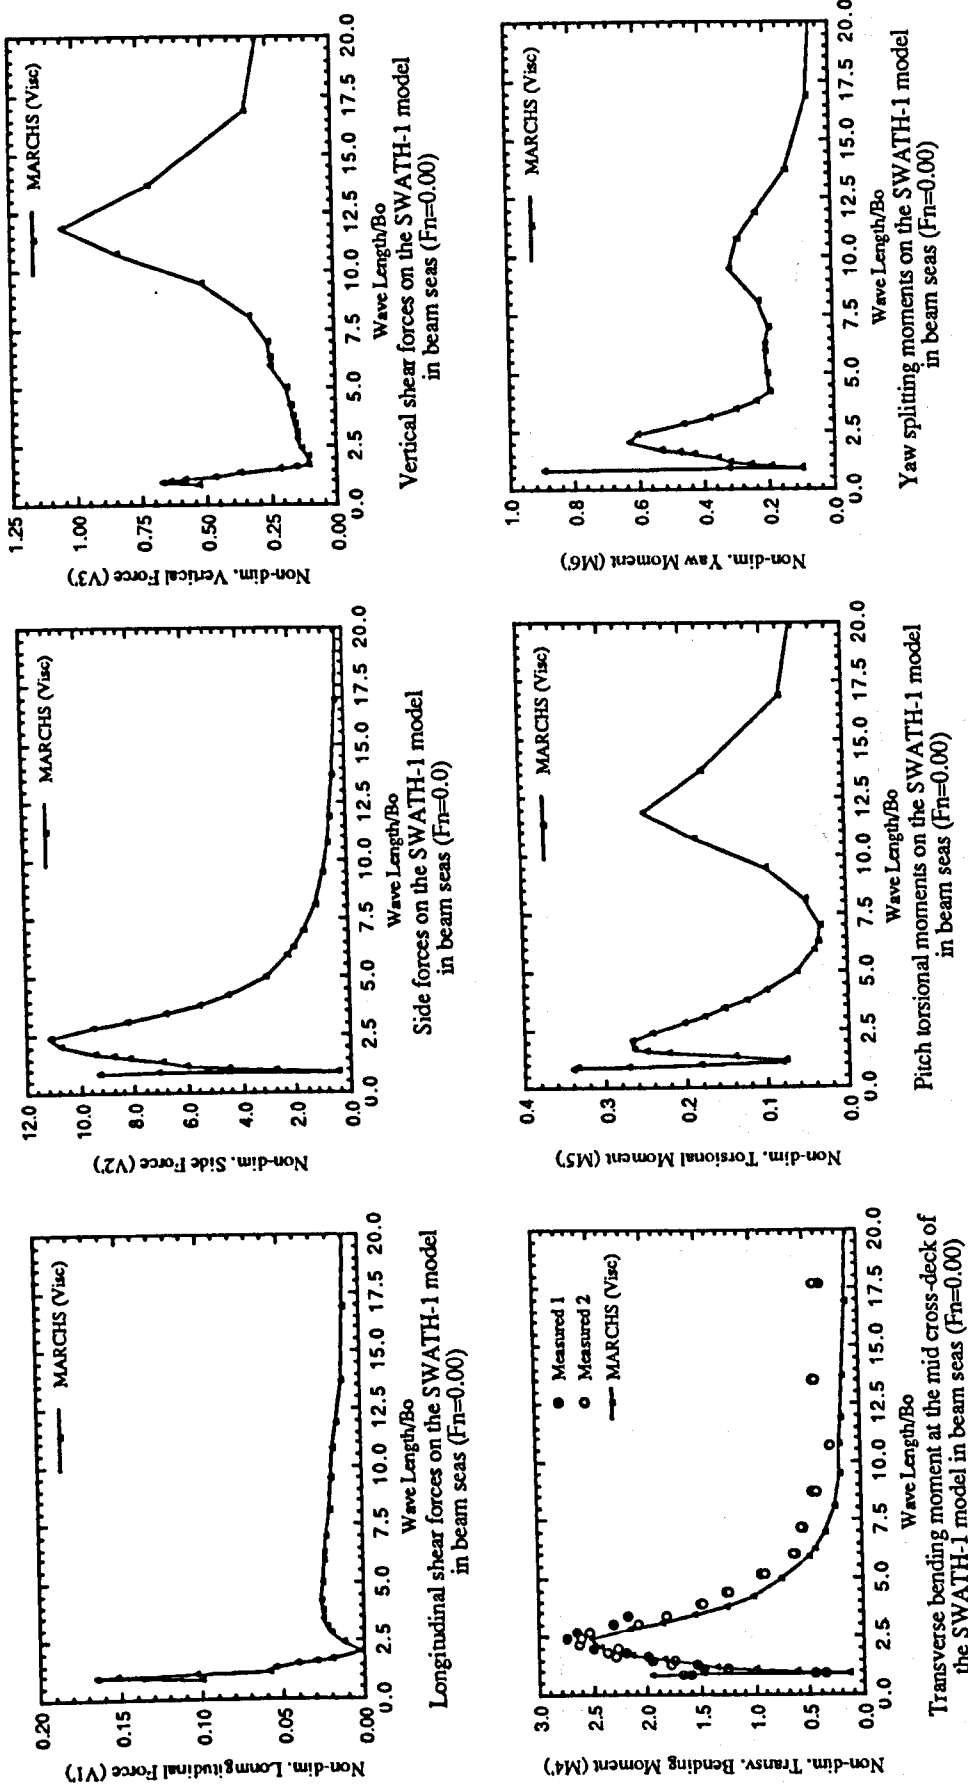 0.20
0.15
0.10
0.05
0.00
Non-dim. Lonmgitudinal Force (V1')
MARCHS (Visc)
0.0 2.5 5.0 7.5 10.0 12.5 15.0 17.5 20.0
Wave Length/Bo
Longitudinal shear forces on the SWATH-1 model
in beam seas (Fn=0.00)
12.0
10.0
8.0
6.0
4.0
2.0
0.0
Non-dim. Side Force (V2')
MARCHS (Visc)
0.0 2.5 5.0 7.5 10.0 12.5 15.0 17.5 20.0
Wave Length/Bo
Side forces on the SWATH-1 model
in beam seas (Fn=0.0)
1.25
1.00
0.75
0.50
0.25
0.00
Non-dim. Vertical Force (V3')
MARCHS (Visc)
0.0 2.5 5.0 7.5 10.0 12.5 15.0 17.5 20.0
Wave Length/Bo
Vertical shear forces on the SWATH-1 model
in beam seas (Fn=0.00)
3.0
2.5
2.0
1.5
1.0
0.5
0.0
Non-dim. Transv. Bending Moment (M4')
Measured 1
Measured 2
MARCHS (Visc)
0.0 2.5 5.0 7.5 10.0 12.5 15.0 17.5 20.0
Wave Length/Bo
Transverse bending moment at the mid cross-deck of
the SWATH-1 model in beam seas (Fn=0.00)
0.4
0.3
0.2
0.1
0.0
Non-dim. Torsional Moment (M5')
MARCHS (Visc)
0.0 2.5 5.0 7.5 10.0 12.5 15.0 17.5 20.0
Wave Length/Bo
Pitch torsional moments on the SWATH-1 model
in beam seas (Fn=0.00)
1.0
0.8
0.6
0.4
0.2
0.0
Non-dim. Yaw Moment (M6')
MARCHS (Visc)
0.0 2.5 5.0 7.5 10.0 12.5 15.0 17.5 20.0
Wave Length/Bo
Yaw splitting moments on the SWATH-1 model
in beam seas (Fn=0.00)